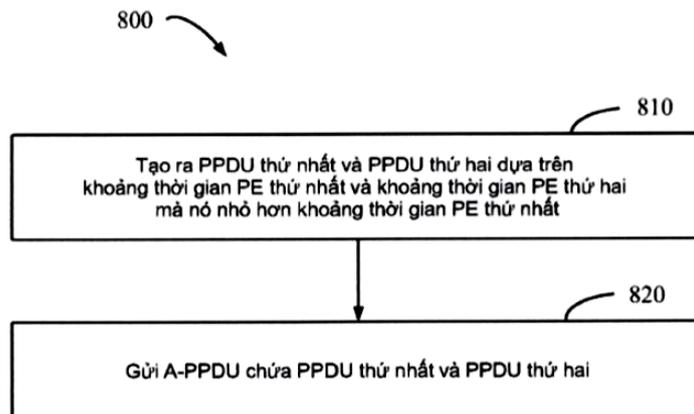 800
810
Tạo ra PPDU thứ nhất và PPDU thứ hai dựa trên
khoảng thời gian PE thứ nhất và khoảng thời gian PE thứ hai
mà nó nhỏ hơn khoảng thời gian PE thứ nhất
820
Gửi A-PPDU chứa PPDU thứ nhất và PPDU thứ hai